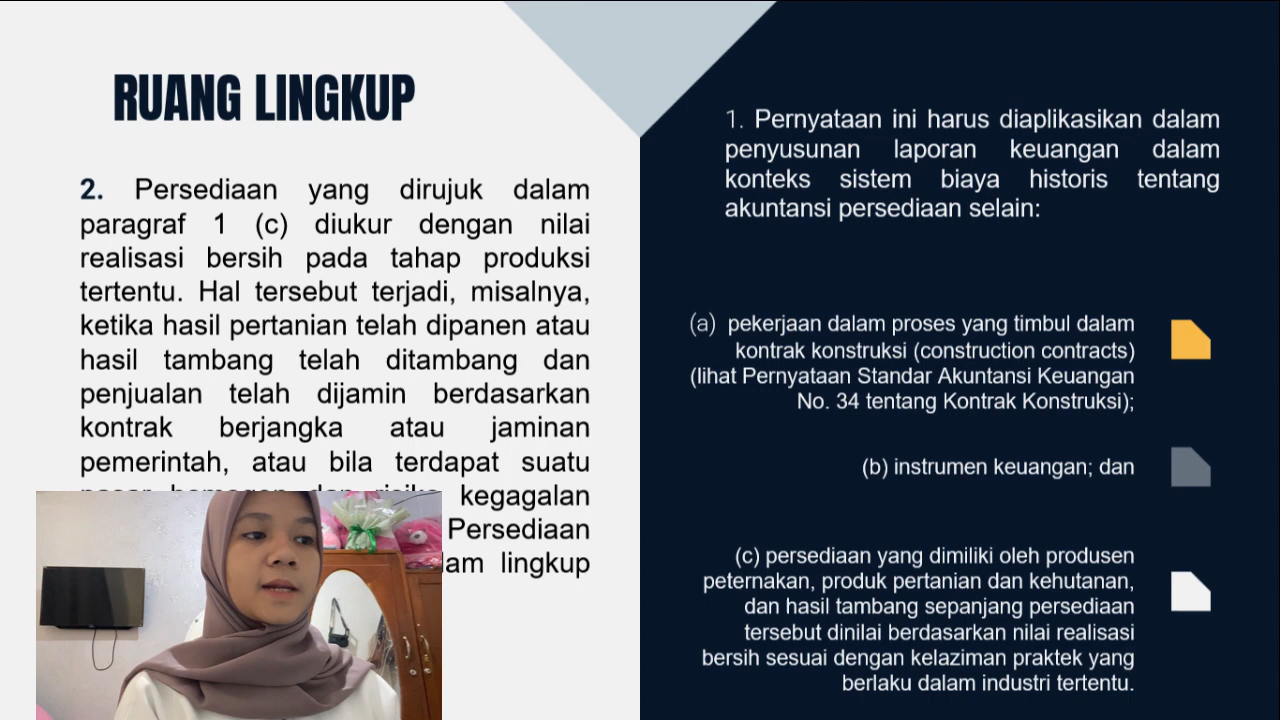 RUANG LINGKUP
2. Persediaan yang dirujuk dalam
paragraf 1 (c) diukur dengan nilai
realisasi bersih pada tahap produksi
tertentu. Hal tersebut terjadi, misalnya,
ketika hasil pertanian telah dipanen atau
hasil tambang telah ditambang dan
penjualan telah dijamin berdasarkan
kontrak berjangka atau jaminan
pemerintah, atau bila terdapat suatu
kegagalan
Persediaan
lingkup
1. Pernyataan ini harus diaplikasikan dalam
penyusunan laporan keuangan dalam
konteks sistem biaya historis tentang
akuntansi persediaan selain:
(a) pekerjaan dalam proses yang timbul dalam
kontrak konstruksi (construction contracts)
(lihat Pernyataan Standar Akuntansi Keuangan
No. 34 tentang Kontrak Konstruksi);
(b) instrumen keuangan; dan
(c) persediaan yang dimiliki oleh produsen
peternakan, produk pertanian dan kehutanan,
dan hasil tambang sepanjang persediaan
tersebut dinilai berdasarkan nilai realisasi
bersih sesuai dengan kelaziman praktek yang
berlaku dalam industri tertentu.